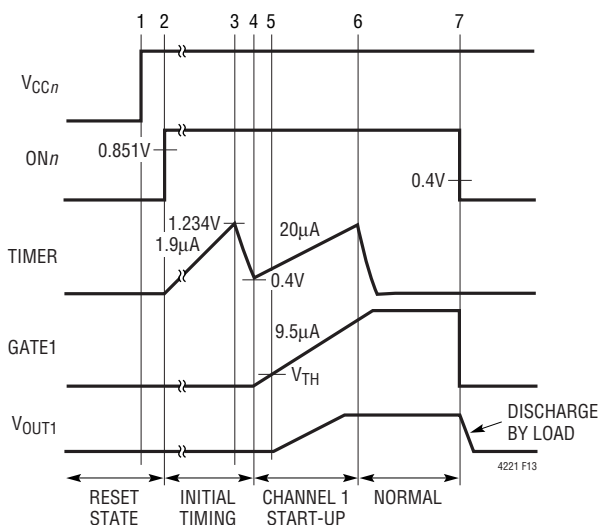 1 2 3 4 5 6 7
VCCn
ONn
0.851V
0.4V
TIMER
1.234V
1.9µA
20µA
0.4V
GATE1
9.5µA
VTH
VOUT1
DISCHARGE
BY LOAD
4221 F13
RESET
STATE
INITIAL
TIMING
CHANNEL 1
START-UP
NORMAL